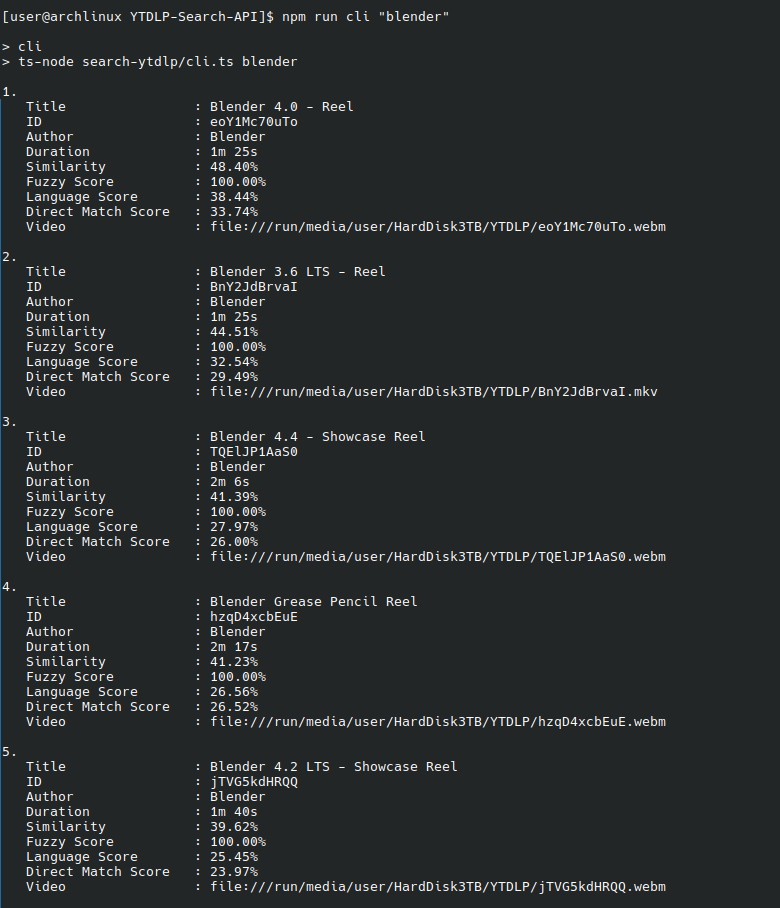 [user@archlinux YTDLP-Search-API]$ npm run cli "blender"
> cli
> ts-node search-ytdlp/cli.ts blender
1.
Title : Blender 4.0 – Reel
ID : eoY1Mc70uTo
Author : Blender
Duration : 1m 25s
Similarity : 48.40%
Fuzzy Score : 100.00%
Language Score : 38.44%
Direct Match Score : 33.74%
Video : file:///run/media/user/HardDisk3TB/YTDLP/eoY1Mc70uTo.webm
2.
Title : Blender 3.6 LTS – Reel
ID : BnY2JdBrvaI
Author : Blender
Duration : 1m 25s
Similarity : 44.51%
Fuzzy Score : 100.00%
Language Score : 32.54%
Direct Match Score : 29.49%
Video : file:///run/media/user/HardDisk3TB/YTDLP/BnY2JdBrvaI.mkv
3.
Title : Blender 4.4 – Showcase Reel
ID : TQElJP1AaS0
Author : Blender
Duration : 2m 6s
Similarity : 41.39%
Fuzzy Score : 100.00%
Language Score : 27.97%
Direct Match Score : 26.00%
Video : file:///run/media/user/HardDisk3TB/YTDLP/TQElJP1AaS0.webm
4.
Title : Blender Grease Pencil Reel
ID : hzqD4xcbEuE
Author : Blender
Duration : 2m 17s
Similarity : 41.23%
Fuzzy Score : 100.00%
Language Score : 26.56%
Direct Match Score : 26.52%
Video : file:///run/media/user/HardDisk3TB/YTDLP/hzqD4xcbEuE.webm
5.
Title : Blender 4.2 LTS – Showcase Reel
ID : jTVG5kdHRQQ
Author : Blender
Duration : 1m 40s
Similarity : 39.62%
Fuzzy Score : 100.00%
Language Score : 25.45%
Direct Match Score : 23.97%
Video : file:///run/media/user/HardDisk3TB/YTDLP/jTVG5kdHRQQ.webm